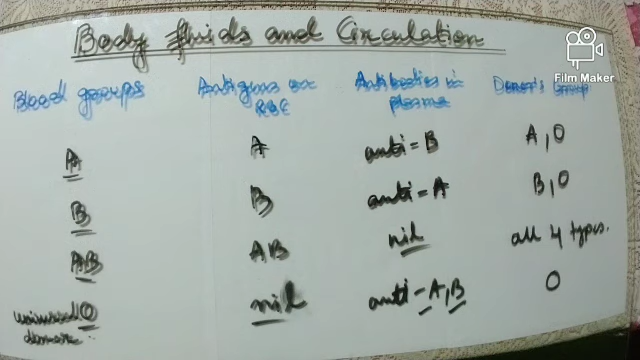 Body fluids and Circulation
Film Maker
Blood groups Antigens on RBC Antibodies in plasma Donor's Group
A A anti-B A,O
B B anti-A B,O
AB AB nil all 4 types.
universal donor O nil anti-A,B O